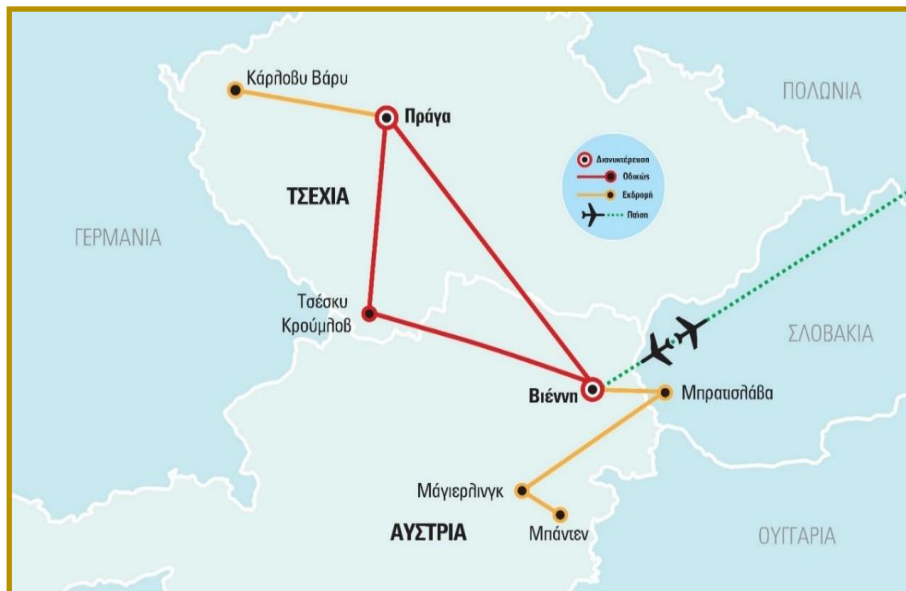 Κάρλοβυ Βάρυ
ΠΟΛΩΝΙΑ
Πράγα
Διανυκτέρευση
Οδικώς
Εκδρομή
Πτήση
ΤΣΕΧΙΑ
ΓΕΡΜΑΝΙΑ
Τσέσκυ
Κρούμλοβ
ΣΛΟΒΑΚΙΑ
Βιέννη
Μπρατισλάβα
Μάγιερλινγκ
ΑΥΣΤΡΙΑ
Μπάντεν
ΟΥΓΓΑΡΙΑ